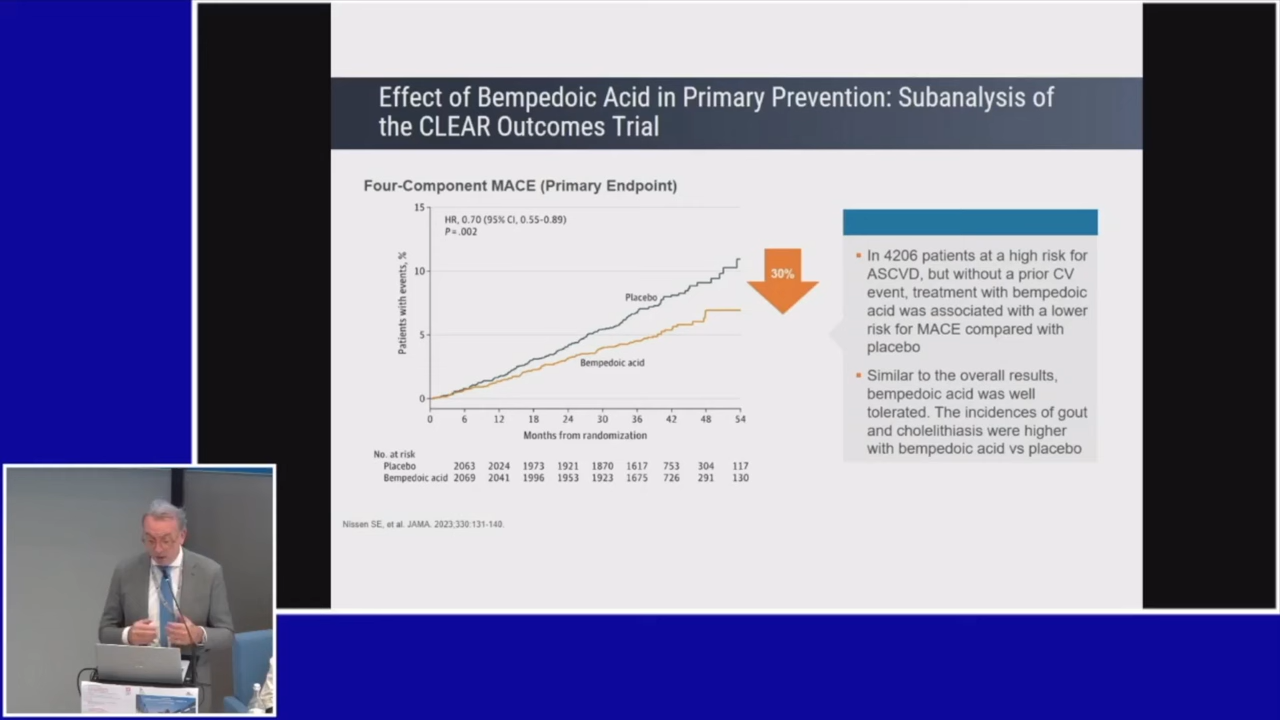 Effect of Bempedoic Acid in Primary Prevention: Subanalysis of
the CLEAR Outcomes Trial
Four-Component MACE (Primary Endpoint)
15
10
5
0
Patients with events, %
HR, 0.70 (95% CI, 0.55-0.89)
P = .002
Placebo
Bempedoic acid
0 6 12 18 24 30 36 42 48 54
Months from randomization
No. at risk
Placebo 2063 2024 1973 1921 1870 1617 753 304 117
Bempedoic acid 2069 2041 1996 1953 1923 1675 726 291 130
30%
▪ In 4206 patients at a high risk for
ASCVD, but without a prior CV
event, treatment with bempedoic
acid was associated with a lower
risk for MACE compared with
placebo
▪ Similar to the overall results,
bempedoic acid was well
tolerated. The incidences of gout
and cholelithiasis were higher
with bempedoic acid vs placebo
Nissen SE, et al. JAMA. 2023;330:131-140.